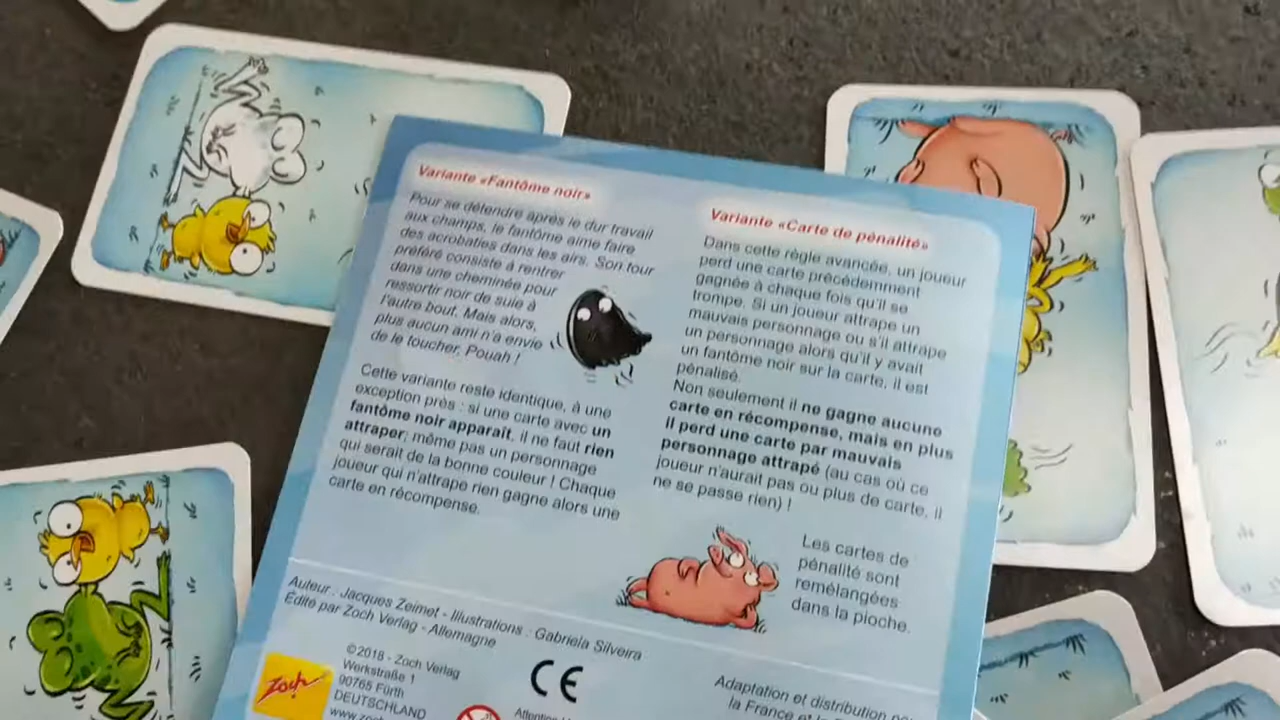 Variante «Fantôme noir»
Pour se détendre après le dur travail
aux champs, le fantôme aime faire
des acrobaties dans les airs. Son tour
préféré consiste à rentrer
dans une cheminée pour
ressortir noir de suie à
l'autre bout. Mais alors,
plus aucun ami n'a envie
de le toucher. Pouah !
Cette variante reste identique, à une
exception près : si une carte avec un
fantôme noir apparaît, il ne faut rien
attraper; même pas un personnage
qui serait de la bonne couleur ! Chaque
joueur qui n'attrape rien gagne alors une
carte en récompense.
Variante «Carte de pénalité»
Dans cette règle avancée, un joueur
perd une carte précédemment
gagnée à chaque fois qu'il se
trompe. Si un joueur attrape un
mauvais personnage ou s'il attrape
un personnage alors qu'il y avait
un fantôme noir sur la carte, il est
pénalisé.
Non seulement il ne gagne aucune
carte en récompense, mais en plus
il perd une carte par mauvais
personnage attrapé (au cas où ce
joueur n'aurait pas ou plus de carte, il
ne se passe rien) !
Les cartes de
pénalité sont
remélangées
dans la pioche.
Auteur : Jacques Zeimet - Illustrations : Gabriela Silveira
Édité par Zoch Verlag - Allemagne
Zoch
©2018 - Zoch Verlag
Werkstraße 1
90765 Fürth
DEUTSCHLAND
CE
Adaptation et distribution
la France et